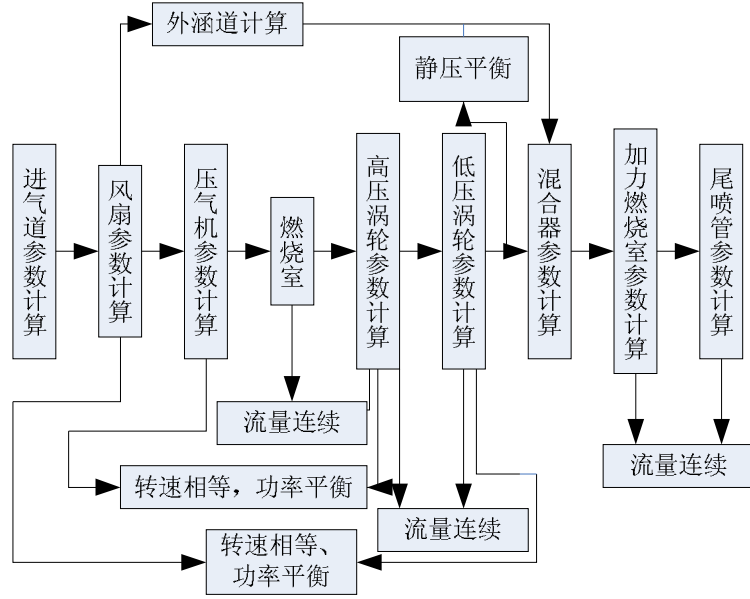 外涵道计算
静压平衡
进气道参数计算
风扇参数计算
压气机参数计算
燃烧室
高压涡轮参数计算
低压涡轮参数计算
混合器参数计算
加力燃烧室参数计算
尾喷管参数计算
流量连续
流量连续
转速相等，功率平衡
流量连续
转速相等、
功率平衡